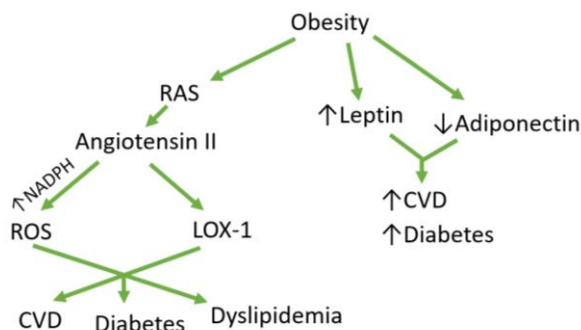 Obesity
RAS
↑Leptin
↓Adiponectin
Angiotensin II
↑NADPH
↑CVD
↑Diabetes
ROS
LOX-1
CVD
Diabetes
Dyslipidemia